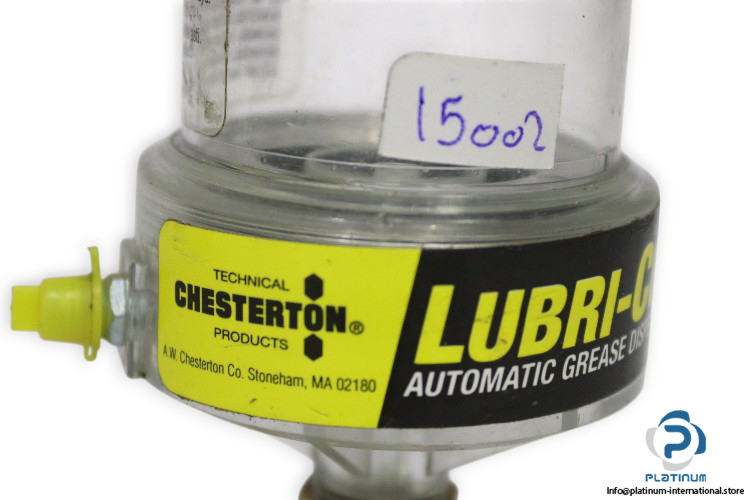 15002
TECHNICAL
CHESTERTON®
PRODUCTS
A.W. Chesterton Co. Stoneham, MA 02180
LUBRI-C
AUTOMATIC GREASE DIS
PLATINUM
Info@platinum-international.store